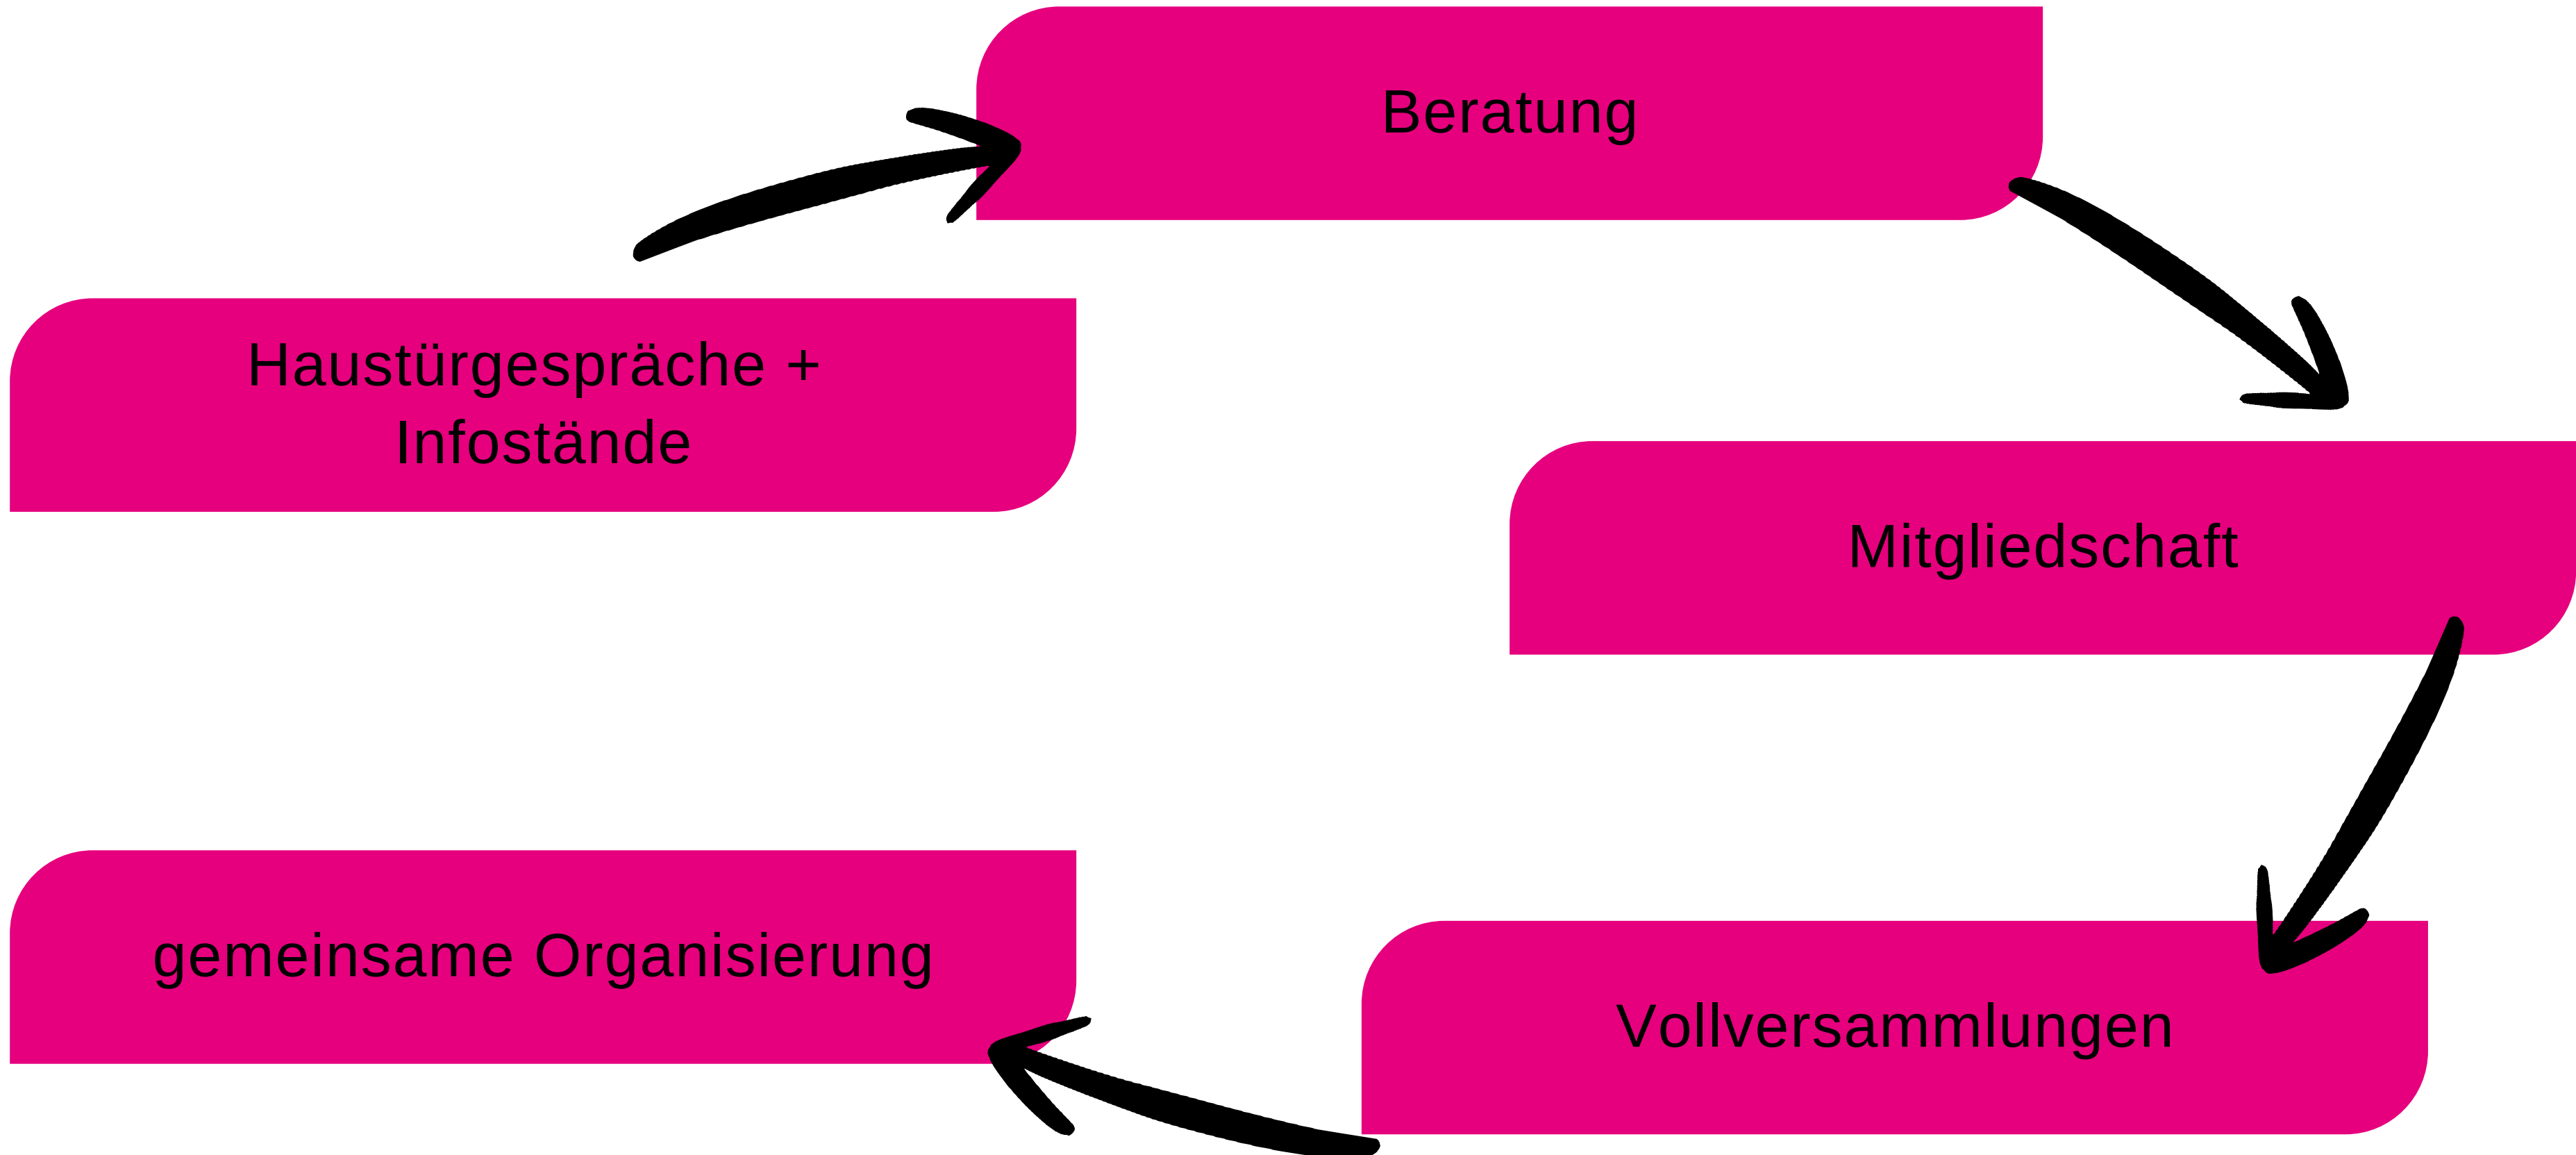 Beratung
Haustürgespräche +
Infostände
Mitgliedschaft
gemeinsame Organisierung
Vollversammlungen